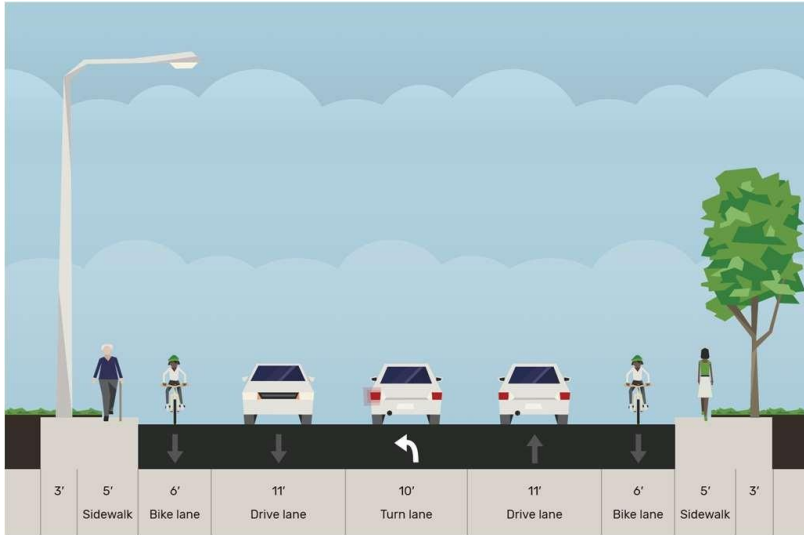 3' 5' 6' 11' 10' 11' 6' 5' 3'
Sidewalk Bike lane Drive lane Turn lane Drive lane Bike lane Sidewalk